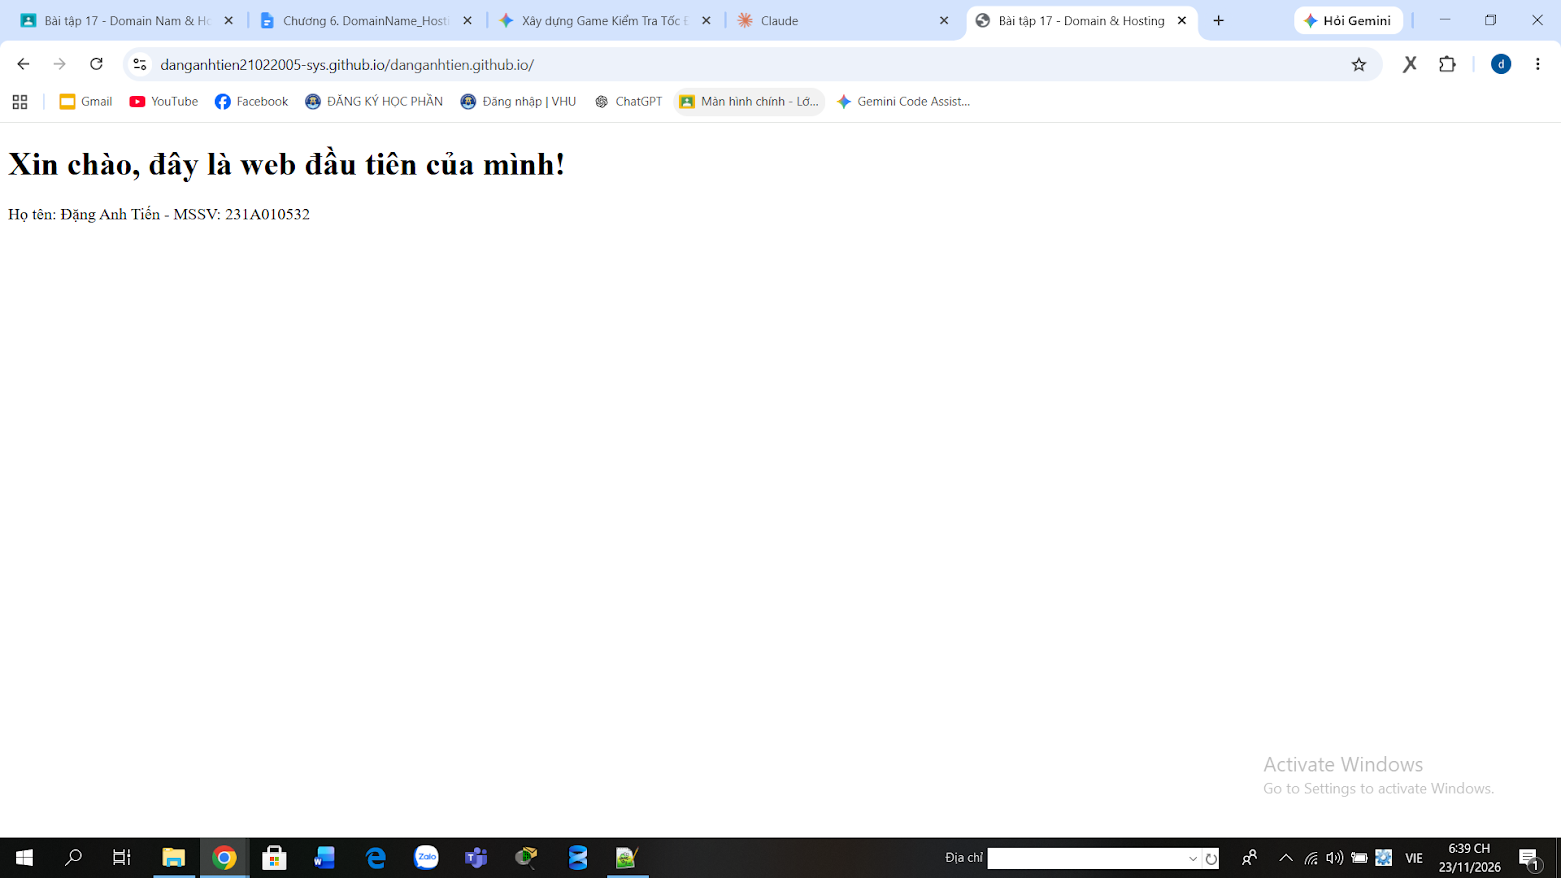 Bài tập 17 - Domain Nam & Ho
Chương 6. DomainName_Hosti
Xây dựng Game Kiểm Tra Tốc Đ
Claude
Bài tập 17 - Domain & Hosting
Hỏi Gemini
danganhtien21022005-sys.github.io/danganhtien.github.io/
d
Gmail
YouTube
Facebook
ĐĂNG KÝ HỌC PHẦN
Đăng nhập | VHU
ChatGPT
Màn hình chính - Lớ...
Gemini Code Assist...
Xin chào, đây là web đầu tiên của mình!
Họ tên: Đặng Anh Tiến - MSSV: 231A010532
Activate Windows
Go to Settings to activate Windows.
Zalo
Địa chỉ
VIE
6:39 CH
23/11/2026
1